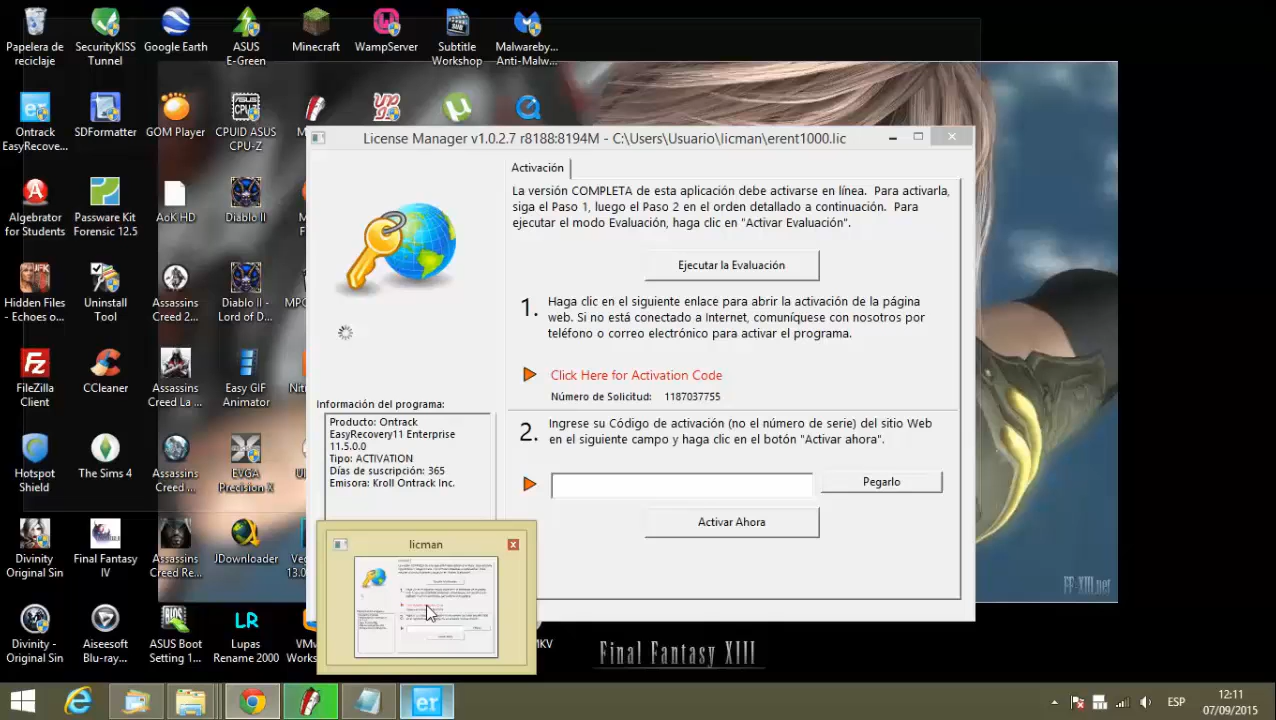 Papelera de
reciclaje
SecurityKISS
Tunnel
Google Earth
ASUS
E-Green
Minecraft
WampServer
Subtitle
Workshop
Malwareby...
Anti-Malw...
Ontrack
EasyRecove...
SDFormatter
GOM Player
CPUID ASUS
CPU-Z
License Manager v1.0.2.7 r8188:8194M - C:\Users\Usuario\licman\erent1000.lic
Activación
La versión COMPLETA de esta aplicación debe activarse en línea. Para activarla,
siga el Paso 1, luego el Paso 2 en el orden detallado a continuación. Para
ejecutar el modo Evaluación, haga clic en "Activar Evaluación".
Ejecutar la Evaluación
1.
Haga clic en el siguiente enlace para abrir la activación de la página
web. Si no está conectado a Internet, comuníquese con nosotros por
teléfono o correo electrónico para activar el programa.
Click Here for Activation Code
Número de Solicitud: 1187037755
2.
Ingrese su Código de activación (no el número de serie) del sitio Web
en el siguiente campo y haga clic en el botón "Activar ahora".
Pegarlo
Activar Ahora
Información del programa:
Producto: Ontrack
EasyRecovery11 Enterprise
11.5.0.0
Tipo: ACTIVATION
Días de suscripción: 365
Emisora: Kroll Ontrack Inc.
Algebrator
for Students
Passware Kit
Forensic 12.5
AoK HD
Diablo II
Hidden Files
- Echoes o...
Uninstall
Tool
Assassins
Creed 2...
Diablo II -
Lord of D...
FileZilla
Client
CCleaner
Assassins
Creed La ...
Easy GIF
Animator
Hotspot
Shield
The Sims 4
Assassins
Creed ...
EVGA
Precision X
Divinity
Original Sin
Final Fantasy
IV
Assassins
Creed Re...
JDownloader
Divinity -
Original Sin
Aiseesoft
Blu-ray...
ASUS Boot
Setting 1...
Lupas
Rename 2000
licman
FF-XIII.net
Final Fantasy XIII
ESP
12:11
07/09/2015